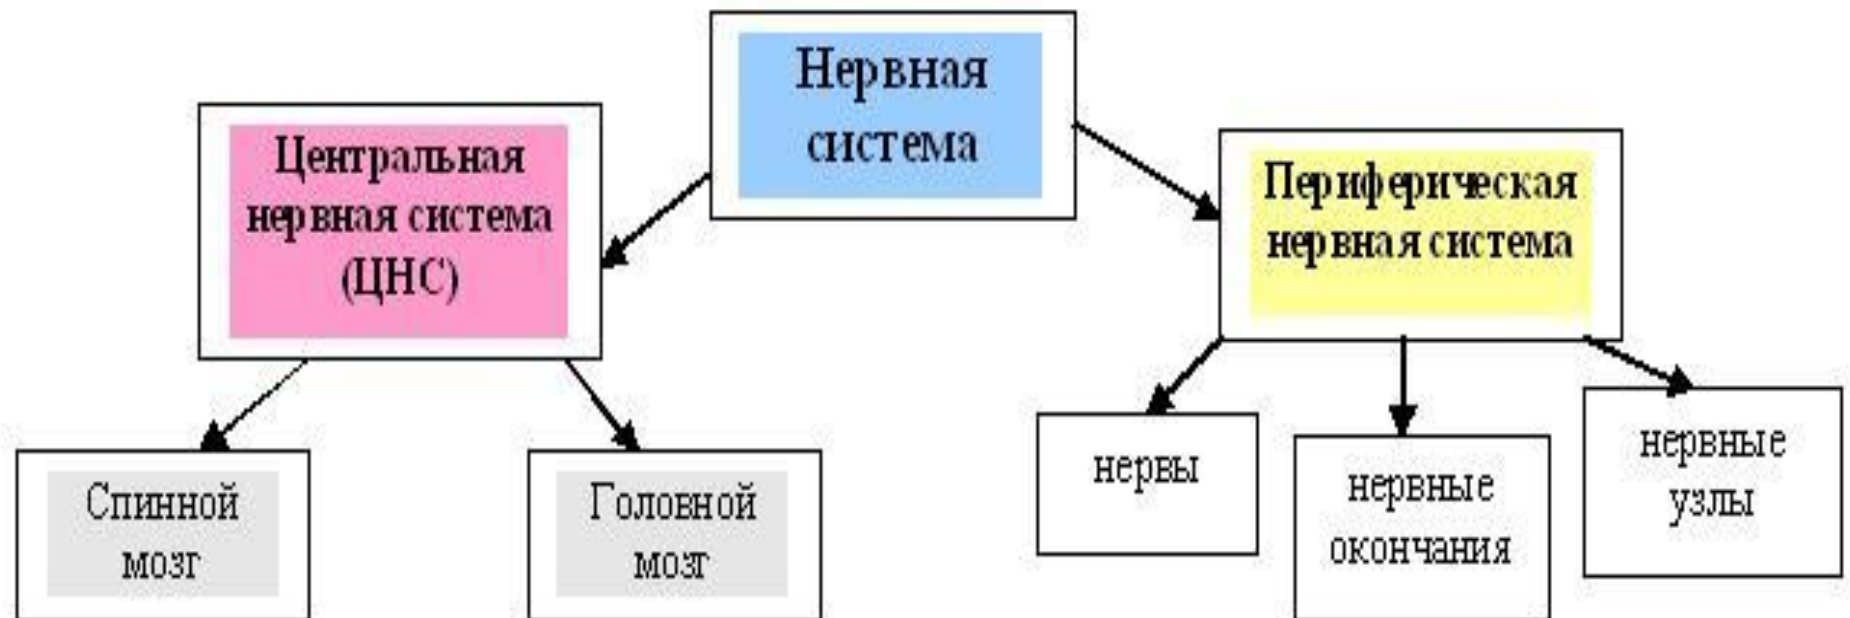 Нервная
система
Центральная
нервная система
(ЦНС)
Периферическая
нервная система
Спинной
мозг
Головной
мозг
нервы
нервные
окончания
нервные
узлы